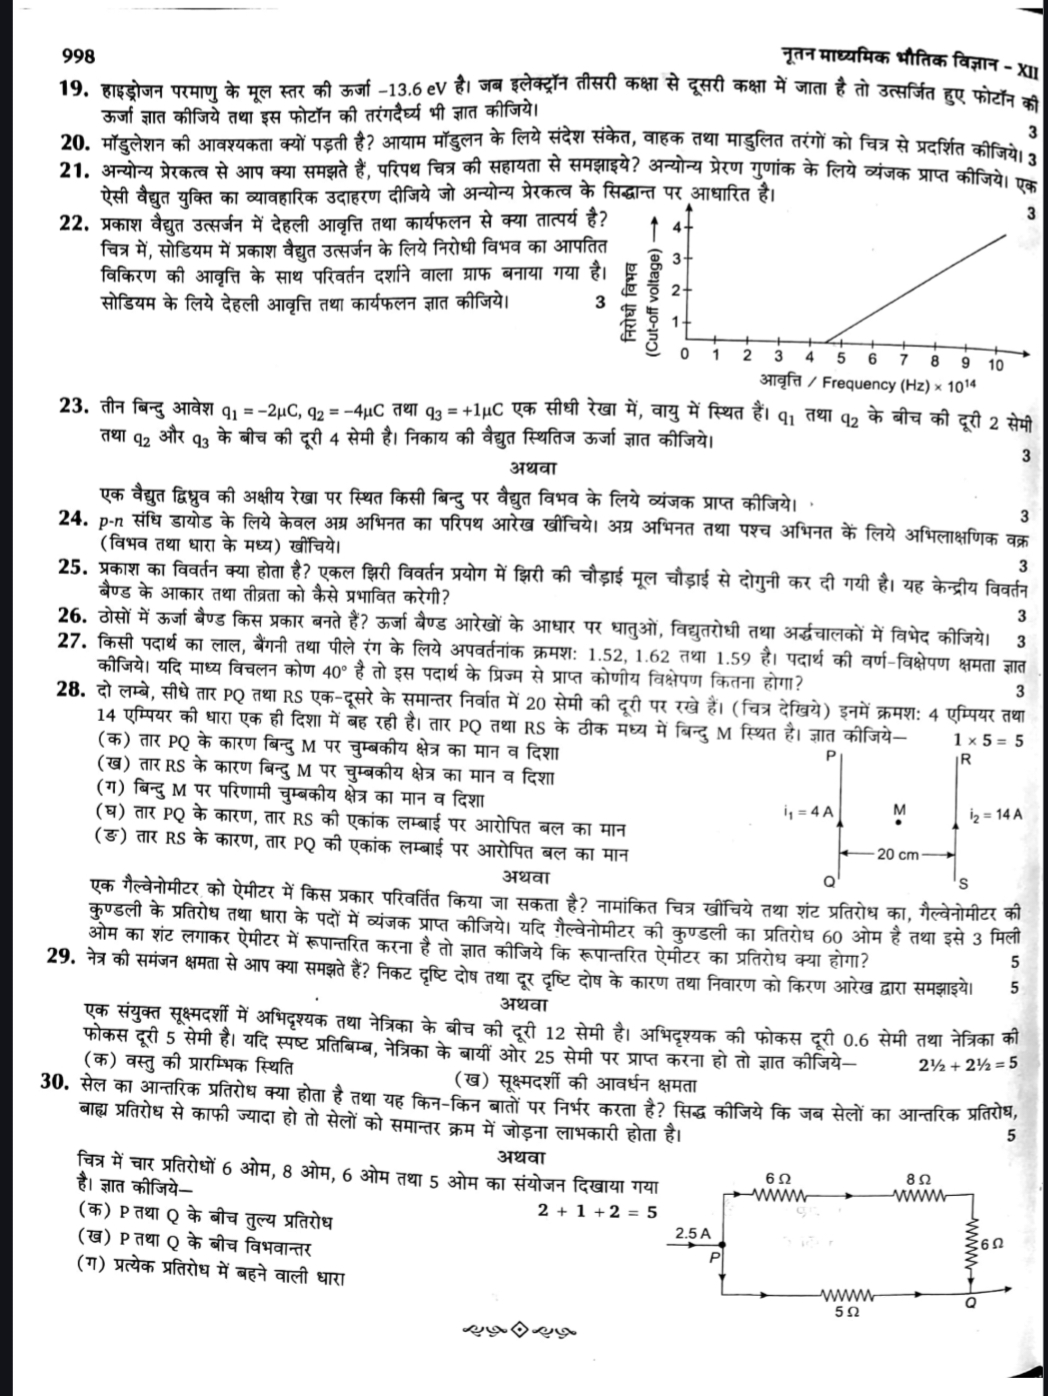 998
नूतन माध्यमिक भौतिक विज्ञान – XII
19. हाइड्रोजन परमाणु के मूल स्तर की ऊर्जा –13.6 eV है। जब इलेक्ट्रॉन तीसरी कक्षा से दूसरी कक्षा में जाता है तो उत्सर्जित हुए फोटॉन की
ऊर्जा ज्ञात कीजिये तथा इस फोटॉन की तरंगदैर्घ्य भी ज्ञात कीजिये। 3
20. मॉडुलेशन की आवश्यकता क्यों पड़ती है? आयाम मॉडुलन के लिये संदेश संकेत, वाहक तथा माडुलित तरंगों को चित्र से प्रदर्शित कीजिये। 3
21. अन्योन्य प्रेरकत्व से आप क्या समझते हैं, परिपथ चित्र की सहायता से समझाइये? अन्योन्य प्रेरण गुणांक के लिये व्यंजक प्राप्त कीजिये। एक
ऐसी वैद्युत युक्ति का व्यावहारिक उदाहरण दीजिये जो अन्योन्य प्रेरकत्व के सिद्धान्त पर आधारित है। 3
22. प्रकाश वैद्युत उत्सर्जन में देहली आवृत्ति तथा कार्यफलन से क्या तात्पर्य है?
चित्र में, सोडियम में प्रकाश वैद्युत उत्सर्जन के लिये निरोधी विभव का आपतित
विकिरण की आवृत्ति के साथ परिवर्तन दर्शाने वाला ग्राफ बनाया गया है।
सोडियम के लिये देहली आवृत्ति तथा कार्यफलन ज्ञात कीजिये। 3
निरोधी विभव
(Cut-off voltage)
4
3
2
1
0 1 2 3 4 5 6 7 8 9 10
आवृत्ति / Frequency (Hz) × 10¹⁴
23. तीन बिन्दु आवेश q₁ = –2μC, q₂ = –4μC तथा q₃ = +1μC एक सीधी रेखा में, वायु में स्थित हैं। q₁ तथा q₂ के बीच की दूरी 2 सेमी
तथा q₂ और q₃ के बीच की दूरी 4 सेमी है। निकाय की वैद्युत स्थितिज ऊर्जा ज्ञात कीजिये। 3
अथवा
एक वैद्युत द्विध्रुव की अक्षीय रेखा पर स्थित किसी बिन्दु पर वैद्युत विभव के लिये व्यंजक प्राप्त कीजिये। 3
24. p-n संधि डायोड के लिये केवल अग्र अभिनत का परिपथ आरेख खींचिये। अग्र अभिनत तथा पश्च अभिनत कें लिये अभिलाक्षणिक वक्र
(विभव तथा धारा के मध्य) खींचिये। 3
25. प्रकाश का विवर्तन क्या होता है? एकल झिरी विवर्तन प्रयोग में झिरी की चौड़ाई मूल चौड़ाई से दोगुनी कर दी गयी है। यह केन्द्रीय विवर्तन
बैण्ड के आकार तथा तीव्रता को कैसे प्रभावित करेगी? 3
26. ठोसों में ऊर्जा बैण्ड किस प्रकार बनते हैं? ऊर्जा बैण्ड आरेखों के आधार पर धातुओं, विद्युतरोधी तथा अर्द्धचालकों में विभेद कीजिये। 3
27. किसी पदार्थ का लाल, बैंगनी तथा पीले रंग के लिये अपवर्तनांक क्रमश: 1.52, 1.62 तथा 1.59 है। पदार्थ की वर्ण-विक्षेपण क्षमता ज्ञात
कीजिये। यदि माध्य विचलन कोण 40° है तो इस पदार्थ के प्रिज्म से प्राप्त कोणीय विक्षेपण कितना होगा? 3
28. दो लम्बे, सीधे तार PQ तथा RS एक-दूसरे के समान्तर निर्वात में 20 सेमी की दूरी पर रखे हैं। (चित्र देखिये) इनमें क्रमश: 4 एम्पियर तथा
14 एम्पियर की धारा एक ही दिशा में बह रही है। तार PQ तथा RS के ठीक मध्य में बिन्दु M स्थित है। ज्ञात कीजिये— 1 × 5 = 5
(क) तार PQ के कारण बिन्दु M पर चुम्बकीय क्षेत्र का मान व दिशा
(ख) तार RS के कारण बिन्दु M पर चुम्बकीय क्षेत्र का मान व दिशा
(ग) बिन्दु M पर परिणामी चुम्बकीय क्षेत्र का मान व दिशा
(घ) तार PQ के कारण, तार RS की एकांक लम्बाई पर आरोपित बल का मान
(ङ) तार RS के कारण, तार PQ की एकांक लम्बाई पर आरोपित बल का मान
P R
i₁ = 4 A M i₂ = 14 A
20 cm
Q S
अथवा
एक गैल्वेनोमीटर को ऐमीटर में किस प्रकार परिवर्तित किया जा सकता है? नामांकित चित्र खींचिये तथा शंट प्रतिरोध का, गैल्वेनोमीटर की
कुण्डली के प्रतिरोध तथा धारा के पदों में व्यंजक प्राप्त कीजिये। यदि गैल्वेनोमीटर की कुण्डली का प्रतिरोध 60 ओम है तथा इसे 3 मिली
ओम का शंट लगाकर ऐमीटर में रूपान्तरित करना है तो ज्ञात कीजिये कि रूपान्तरित ऐमीटर का प्रतिरोध क्या होगा? 5
29. नेत्र की समंजन क्षमता से आप क्या समझते हैं? निकट दृष्टि दोष तथा दूर दृष्टि दोष के कारण तथा निवारण को किरण आरेख द्वारा समझाइये। 5
अथवा
एक संयुक्त सूक्ष्मदर्शी में अभिदृश्यक तथा नेत्रिका के बीच की दूरी 12 सेमी है। अभिदृश्यक की फोकस दूरी 0.6 सेमी तथा नेत्रिका की
फोकस दूरी 5 सेमी है। यदि स्पष्ट प्रतिबिम्ब, नेत्रिका के बायीं ओर 25 सेमी पर प्राप्त करना हो तो ज्ञात कीजिये— 2½ + 2½ = 5
(क) वस्तु की प्रारम्भिक स्थिति (ख) सूक्ष्मदर्शी की आवर्धन क्षमता
30. सेल का आन्तरिक प्रतिरोध क्या होता है तथा यह किन-किन बातों पर निर्भर करता है? सिद्ध कीजिये कि जब सेलों का आन्तरिक प्रतिरोध,
बाह्य प्रतिरोध से काफी ज्यादा हो तो सेलों को समान्तर क्रम में जोड़ना लाभकारी होता है। 5
अथवा
चित्र में चार प्रतिरोधों 6 ओम, 8 ओम, 6 ओम तथा 5 ओम का संयोजन दिखाया गया
है। ज्ञात कीजिये— 2 + 1 + 2 = 5
(क) P तथा Q के बीच तुल्य प्रतिरोध
(ख) P तथा Q के बीच विभवान्तर
(ग) प्रत्येक प्रतिरोध में बहने वाली धारा
6 Ω 8 Ω
2.5 A
P
6 Ω
5 Ω
Q